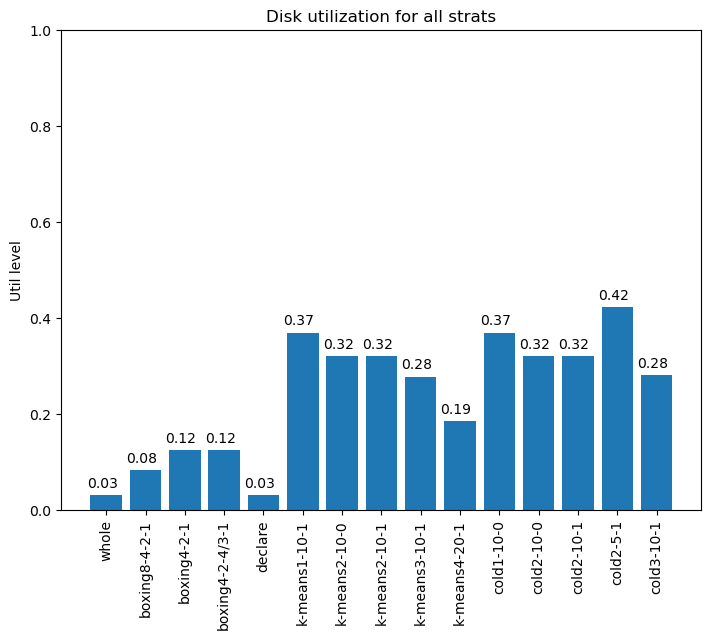 Disk utilization for all strats
Util level
1.0
0.8
0.6
0.4
0.2
0.0
0.03
0.08
0.12
0.12
0.03
0.37
0.32
0.32
0.28
0.19
0.37
0.32
0.32
0.42
0.28
whole
boxing8-4-2-1
boxing4-2-1
boxing4-2-4/3-1
declare
k-means1-10-1
k-means2-10-0
k-means2-10-1
k-means3-10-1
k-means4-20-1
cold1-10-0
cold2-10-0
cold2-10-1
cold2-5-1
cold3-10-1